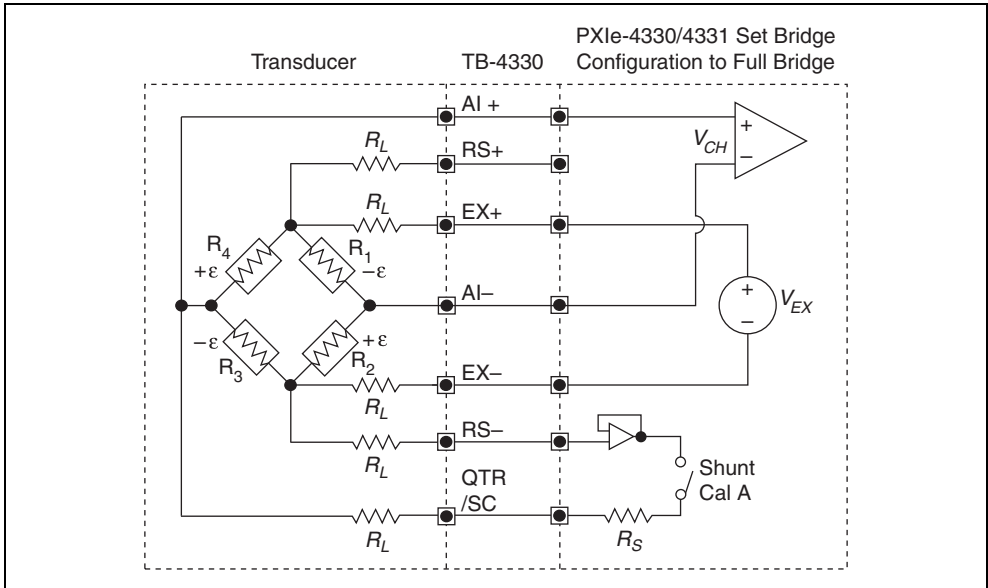 PXIe-4330/4331 Set Bridge
Transducer TB-4330 Configuration to Full Bridge
AI +
+
V_CH
−
R_L RS+
R_L EX+
R_4 R_1
+ε −ε
AI−
+
V_EX
−
−ε +ε
R_3 R_2
EX−
R_L
RS−
R_L
QTR
/SC
Shunt
Cal A
R_L R_S